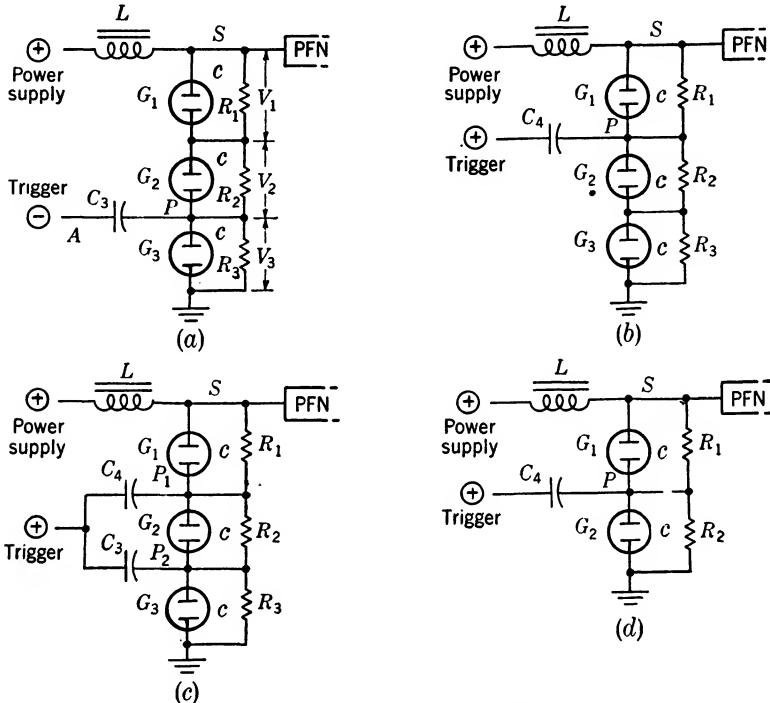 L
S
PFN
+
Power
supply
c
G1
R1
V1
c
G2
R2
V2
Trigger
C3
P
−
A
c
G3
R3
V3
(a)
L
S
PFN
+
Power
supply
G1
c
R1
C4
P
+
Trigger
G2
c
R2
G3
c
R3
(b)
L
S
PFN
+
Power
supply
G1
c
R1
C4
P1
+
Trigger
G2
c
R2
C3
P2
G3
c
R3
(c)
L
S
PFN
+
Power
supply
G1
c
R1
C4
P
+
Trigger
G2
c
R2
(d)